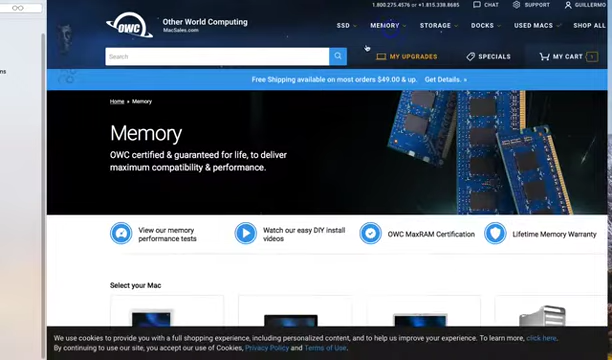 1.800.275.4576 or +1.815.338.8685 CHAT SUPPORT GUILLERMO
OWC
Other World Computing
MacSales.com
SSD MEMORY STORAGE DOCKS USED MACS SHOP ALL
Search
MY UPGRADES SPECIALS MY CART 1
Free Shipping available on most orders $49.00 & up. Get Details. »
Home » Memory
Memory
OWC certified & guaranteed for life, to deliver
maximum compatibility & performance.
View our memory
performance tests
Watch our easy DIY install
videos
OWC MaxRAM Certification
Lifetime Memory Warranty
Select your Mac
We use cookies to provide you with a full shopping experience, including personalized content, and to help us improve your experience. To learn more, click here.
By continuing to use our site, you accept our use of Cookies, Privacy Policy and Terms of Use.